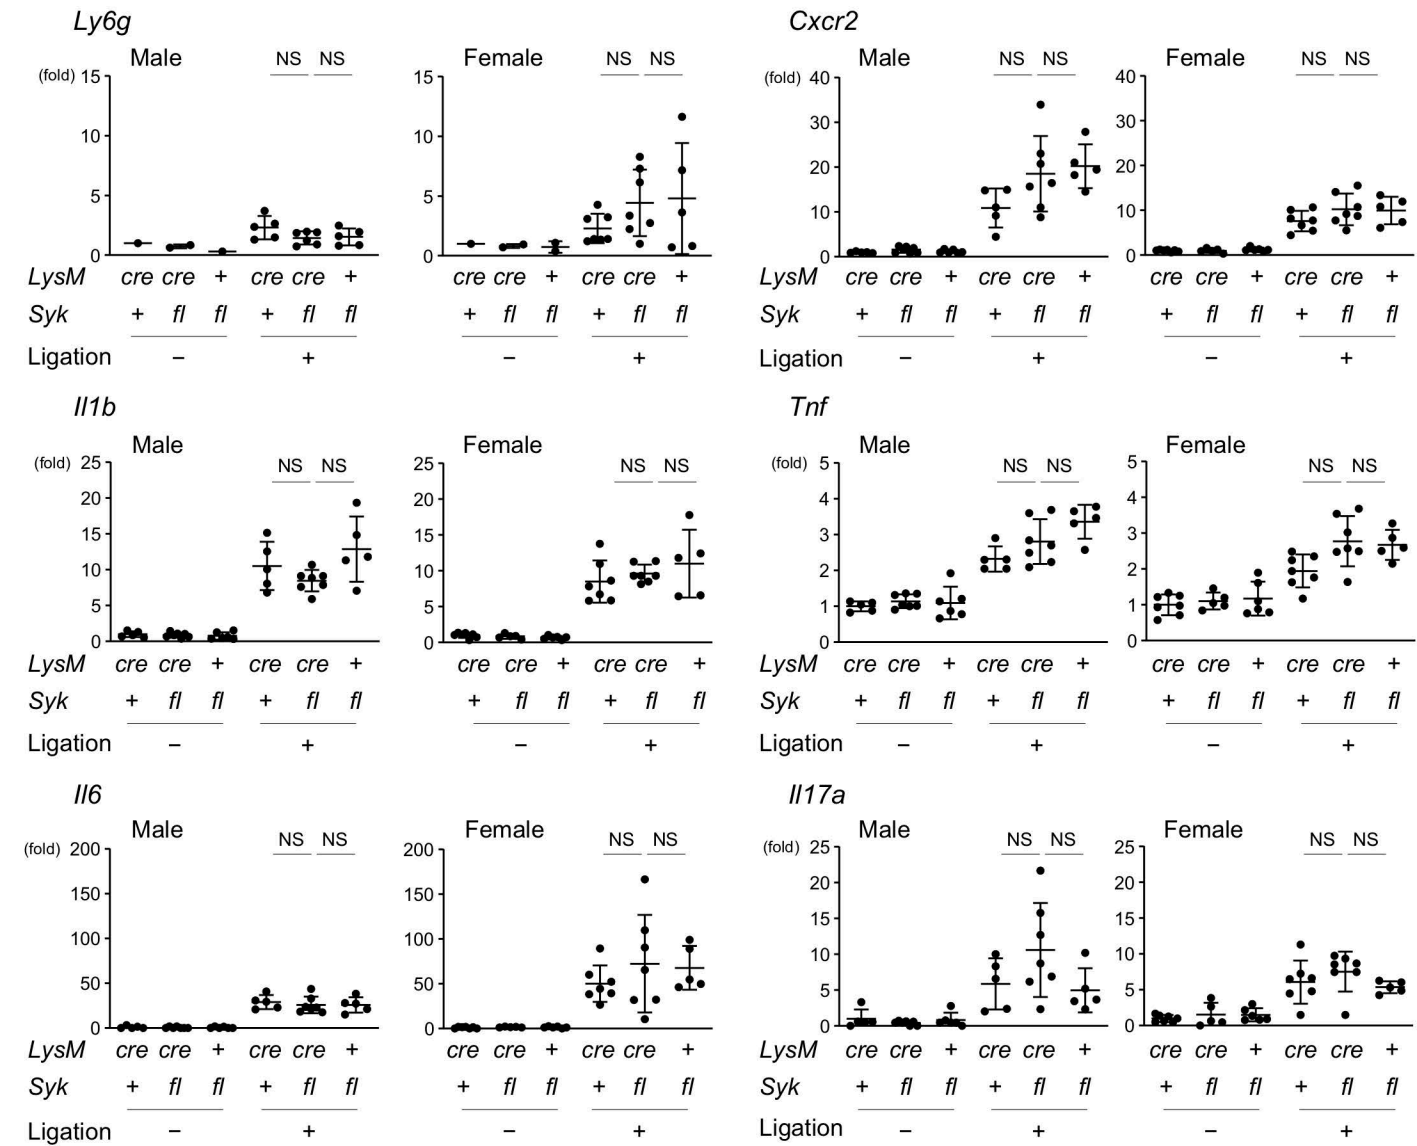 Ly6g Cxcr2
Male NS NS Female NS NS Male NS NS Female NS NS
(fold) 15 15 (fold) 40 40
30 30
10 10
20 20
5 5
10 10
0 0 0 0
LysM cre cre + cre cre + cre cre + cre cre + LysM cre cre + cre cre + cre cre + cre cre +
Syk + fl fl + fl fl + fl fl + fl fl Syk + fl fl + fl fl + fl fl + fl fl
Ligation – + – + Ligation – + – +
Il1b Tnf
Male NS NS Female NS NS Male NS NS Female NS NS
(fold) 25 25 (fold) 5 5
20 20 4 4
15 15 3 3
10 10 2 2
5 5 1 1
0 0 0 0
LysM cre cre + cre cre + cre cre + cre cre + LysM cre cre + cre cre + cre cre + cre cre +
Syk + fl fl + fl fl + fl fl + fl fl Syk + fl fl + fl fl + fl fl + fl fl
Ligation – + – + Ligation – + – +
Il6 Il17a
Male NS NS Female NS NS Male NS NS Female NS NS
(fold) 200 200 (fold) 25 25
20 20
150 150
15 15
100 100
10 10
50 50
5 5
0 0 0 0
LysM cre cre + cre cre + cre cre + cre cre + LysM cre cre + cre cre + cre cre + cre cre +
Syk + fl fl + fl fl + fl fl + fl fl Syk + fl fl + fl fl + fl fl + fl fl
Ligation – + – + Ligation – + – +